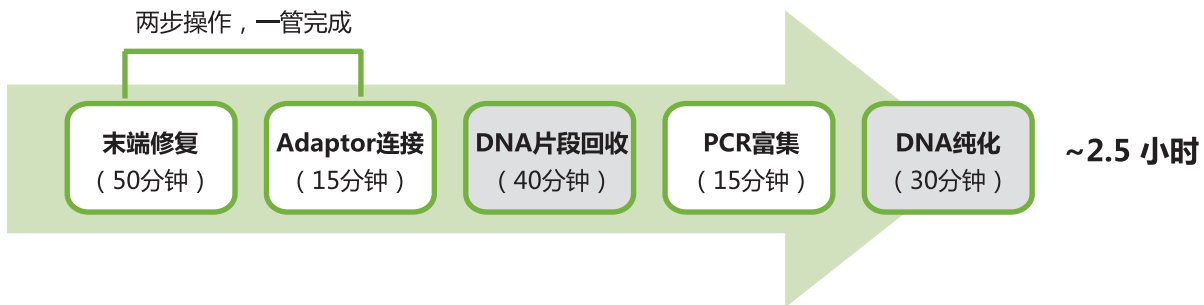 两步操作，一管完成
末端修复
（50分钟）
Adaptor连接
（15分钟）
DNA片段回收
（40分钟）
PCR富集
（15分钟）
DNA纯化
（30分钟）
~2.5 小时